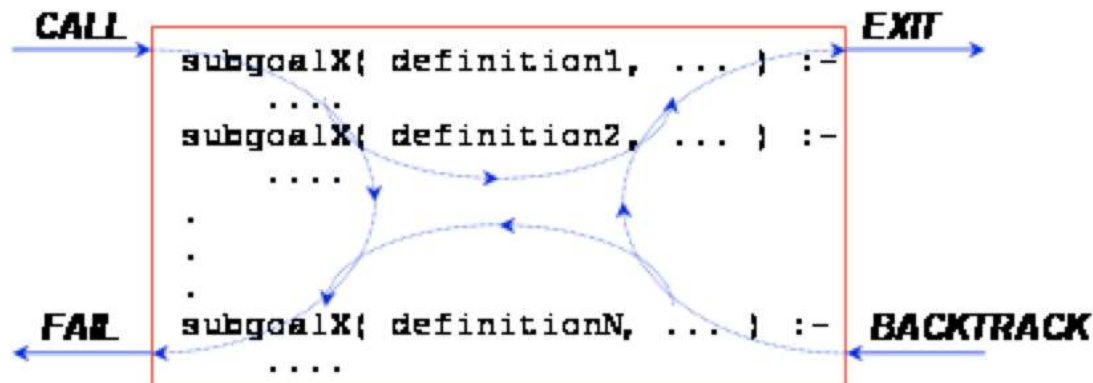 CALL EXIT
subgoalX( definition1, ... ) :-
....
subgoalX( definition2, ... ) :-
....
.
.
.
FAIL subgoalX( definitionN, ... ) :- BACKTRACK
....